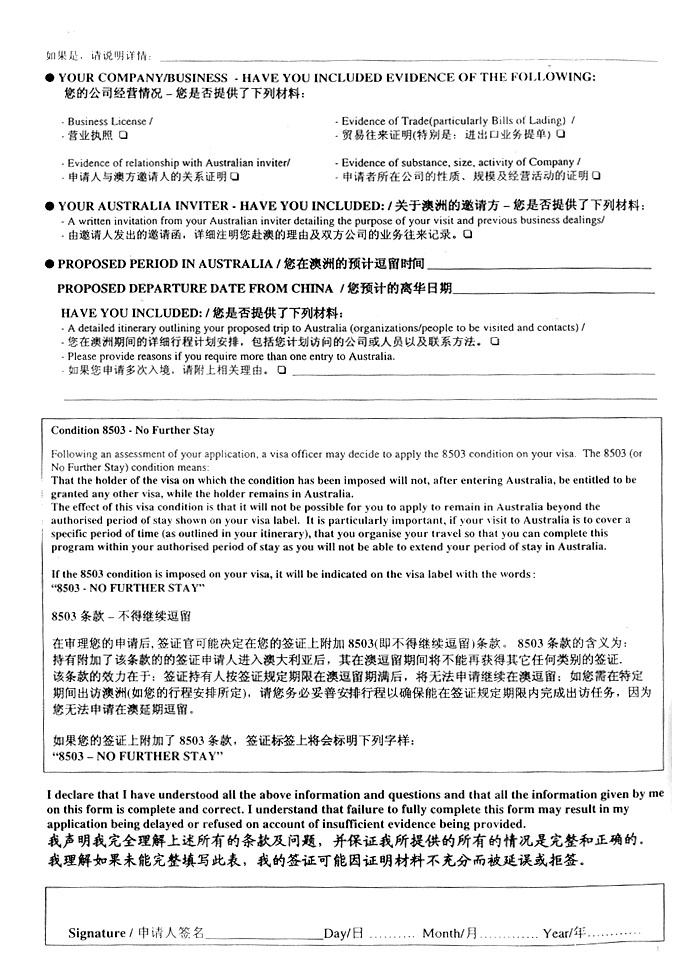 如果是，请说明详情：
● YOUR COMPANY/BUSINESS - HAVE YOU INCLUDED EVIDENCE OF THE FOLLOWING:
您的公司经营情况 – 您是否提供了下列材料：
- Business License /
- 营业执照 ❑
- Evidence of Trade(particularly Bills of Lading) /
- 贸易往来证明(特别是：进出口业务提单) ❑
- Evidence of relationship with Australian inviter/
- 申请人与澳方邀请人的关系证明 ❑
- Evidence of substance, size, activity of Company /
- 申请者所在公司的性质、规模及经营活动的证明 ❑
● YOUR AUSTRALIA INVITER - HAVE YOU INCLUDED: / 关于澳洲的邀请方 – 您是否提供了下列材料：
- A written invitation from your Australian inviter detailing the purpose of your visit and previous business dealings/
- 由邀请人发出的邀请函，详细注明您赴澳的理由及双方公司的业务往来记录。❑
● PROPOSED PERIOD IN AUSTRALIA / 您在澳洲的预计逗留时间
PROPOSED DEPARTURE DATE FROM CHINA / 您预计的离华日期
HAVE YOU INCLUDED: / 您是否提供了下列材料：
- A detailed itinerary outlining your proposed trip to Australia (organizations/people to be visited and contacts) /
- 您在澳洲期间的详细行程计划安排，包括您计划访问的公司或人员以及联系方法。 ❑
- Please provide reasons if you require more than one entry to Australia.
- 如果您申请多次入境，请附上相关理由。 ❑
Condition 8503 - No Further Stay
Following an assessment of your application, a visa officer may decide to apply the 8503 condition on your visa. The 8503 (or
No Further Stay) condition means:
That the holder of the visa on which the condition has been imposed will not, after entering Australia, be entitled to be
granted any other visa, while the holder remains in Australia.
The effect of this visa condition is that it will not be possible for you to apply to remain in Australia beyond the
authorised period of stay shown on your visa label. It is particularly important, if your visit to Australia is to cover a
specific period of time (as outlined in your itinerary), that you organise your travel so that you can complete this
program within your authorised period of stay as you will not be able to extend your period of stay in Australia.
If the 8503 condition is imposed on your visa, it will be indicated on the visa label with the words :
“8503 - NO FURTHER STAY”
8503 条款 – 不得继续逗留
在审理您的申请后, 签证官可能决定在您的签证上附加 8503(即不得继续逗留)条款。 8503 条款的含义为：
持有附加了该条款的的签证申请人进入澳大利亚后，其在澳逗留期间将不能再获得其它任何类别的签证.
该条款的效力在于：签证持有人按签证规定期限在澳逗留期满后，将无法申请继续在澳逗留；如您需在特定
期间出访澳洲(如您的行程安排所定)，请您务必妥善安排行程以确保能在签证规定期限内完成出访任务，因为
您无法申请在澳延期逗留。
如果您的签证上附加了 8503 条款，签证标签上将会标明下列字样：
“8503 – NO FURTHER STAY”
I declare that I have understood all the above information and questions and that all the information given by me
on this form is complete and correct. I understand that failure to fully complete this form may result in my
application being delayed or refused on account of insufficient evidence being provided.
我声明我完全理解上述所有的条款及问题，并保证我所提供的所有的情况是完整和正确的。
我理解如果未能完整填写此表，我的签证可能因证明材料不充分而被延误或拒签。
Signature / 申请人签名 Day/日 .......... Month/月 ............. Year/年 ............